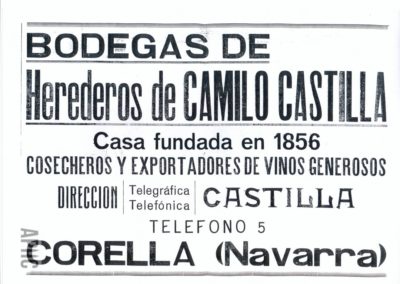 BODEGAS DE
Herederos de CAMILO CASTILLA
Casa fundada en 1856
COSECHEROS Y EXPORTADORES DE VINOS GENEROSOS
DIRECCION Telegráfica Telefónica CASTILLA
TELEFONO 5
CORELLA (Navarra)
AFHC